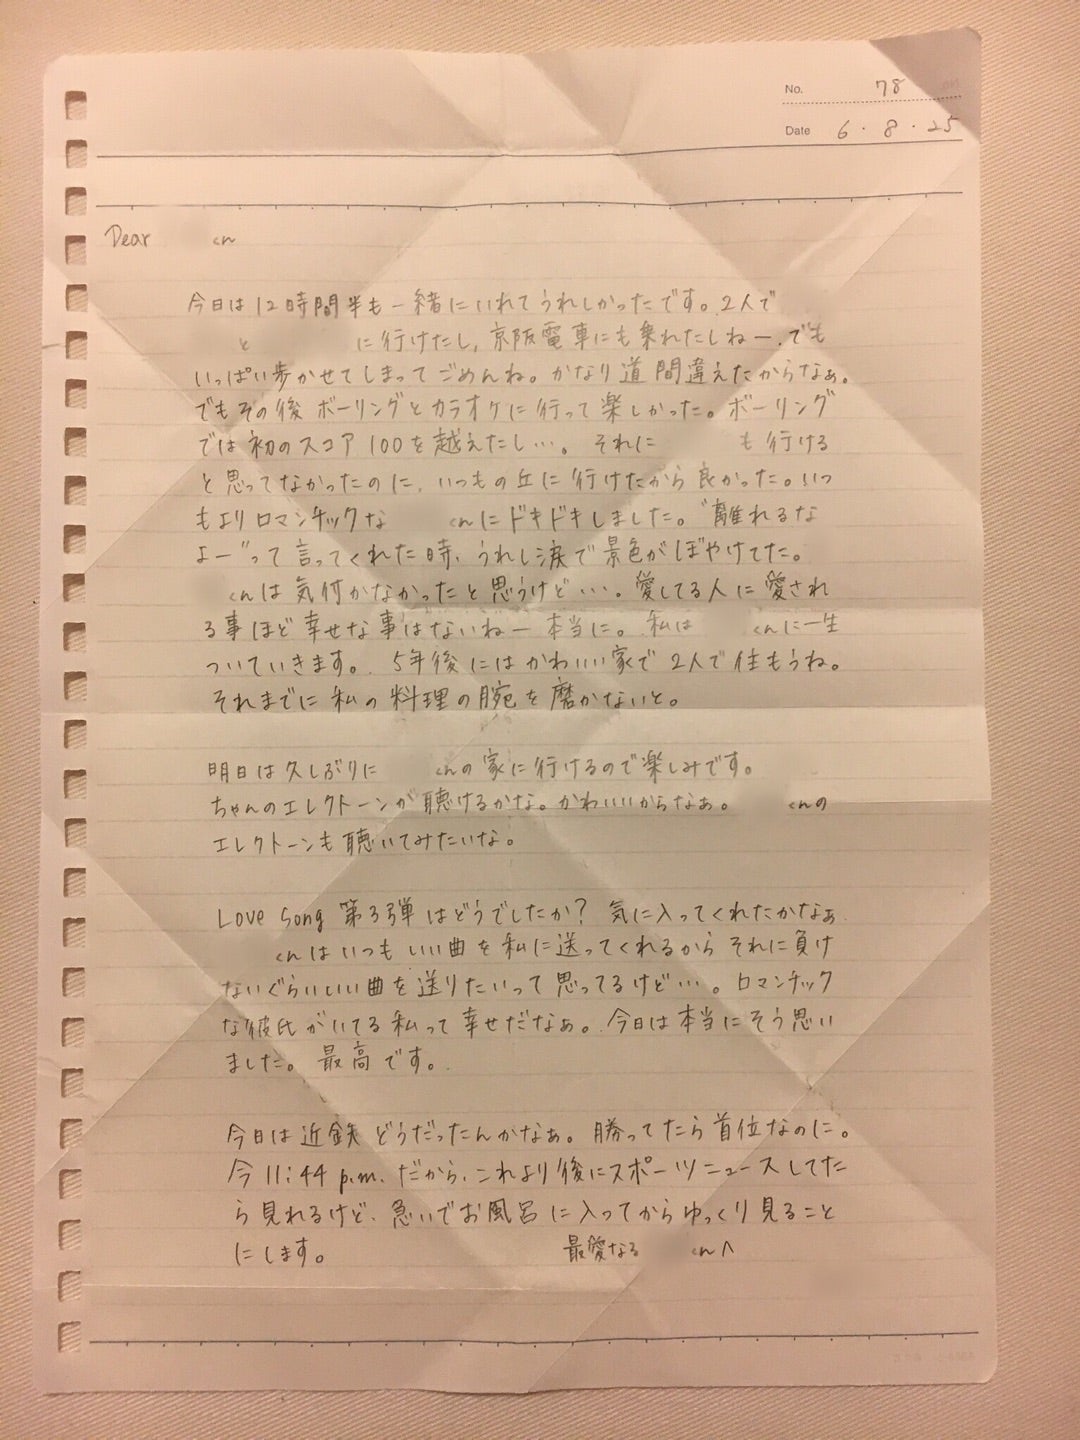 No. 78
Date 6・8・25
Dear くん
今日は12時間半も一緒にいれてうれしかったです。2人で
と に行けたし、京阪電車にも乗れたしねー、でも
いっぱい歩かせてしまってごめんね。かなり道間違えたからなぁ。
でもその後ボーリングとカラオケに行って楽しかった。ボーリング
では初のスコア100を越えたし…。それに も行ける
と思ってなかったのに、いつもの丘に行けたから良かった。いつ
もよりロマンチックな くんにドキドキしました。“離れるな
よー”って言ってくれた時、うれし涙で景色がぼやけてた。
くんは気付かなかったと思うけど…。愛してる人に愛され
る事ほど幸せな事はないねー本当に。私は くんに一生
ついていきます。5年後にはかわいい家で2人で住もうね。
それまでに私の料理の腕を磨かないと。
明日は久しぶりに くんの家に行けるので楽しみです。
ちゃんのエレクトーンが聴けるかな。かわいいからなぁ。 くんの
エレクトーンも聴いてみたいな。
Love Song 第3弾はどうでしたか？気に入ってくれたかなぁ
くんはいつもいい曲を私に送ってくれるからそれに負け
ないぐらいいい曲を送りたいって思ってるけど…。ロマンチック
な彼氏がいてる私って幸せだなぁ。今日は本当にそう思い
ました。最高です。
今日は近鉄どうだったんかなぁ。勝ってたら首位なのに。
今11:44 p.m.だから、これより後にスポーツニュースしてた
ら見れるけど、急いでお風呂に入ってからゆっくり見ること
にします。 最愛なる くんへ